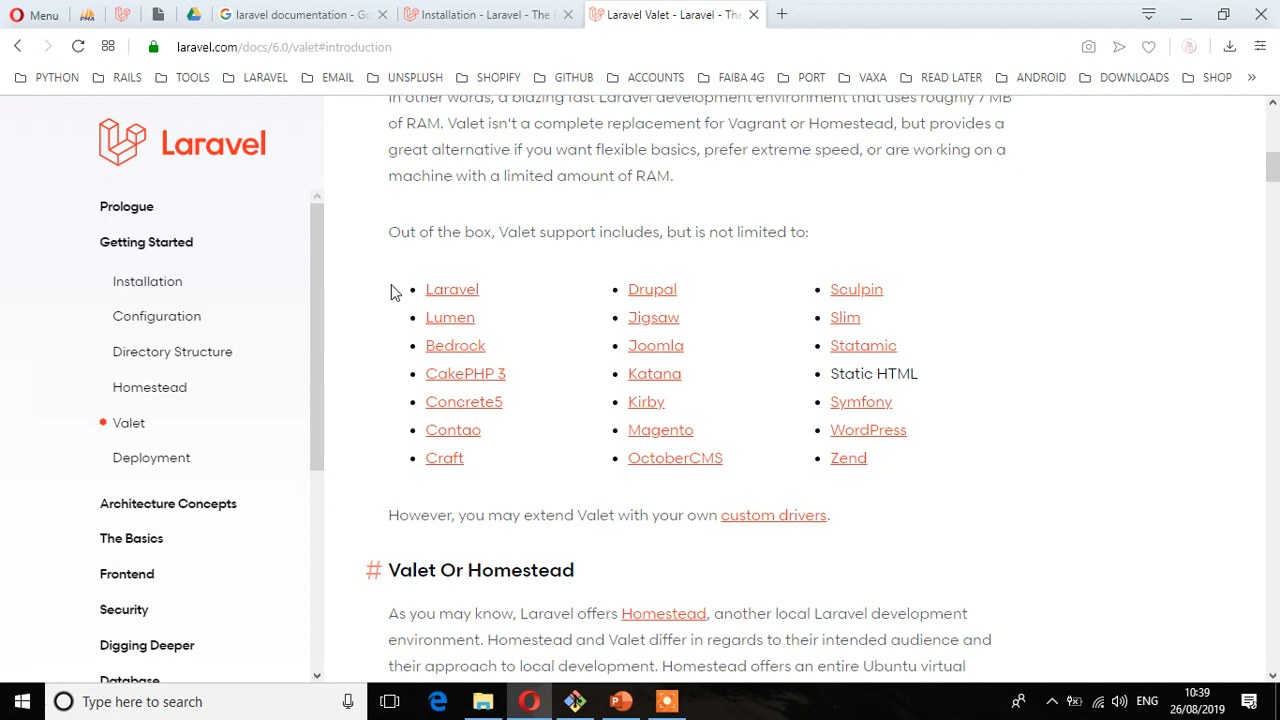 Menu
laravel documentation - Go
Installation - Laravel - The
Laravel Valet - Laravel - The
laravel.com/docs/6.0/valet#introduction
PYTHON RAILS TOOLS LARAVEL EMAIL UNSPLUSH SHOPIFY GITHUB ACCOUNTS FAIBA 4G PORT VAXA READ LATER ANDROID DOWNLOADS SHOP »
Laravel
Prologue
Getting Started
Installation
Configuration
Directory Structure
Homestead
Valet
Deployment
Architecture Concepts
The Basics
Frontend
Security
Digging Deeper
Database
In other words, a blazing fast Laravel development environment that uses roughly 7 MB
of RAM. Valet isn't a complete replacement for Vagrant or Homestead, but provides a
great alternative if you want flexible basics, prefer extreme speed, or are working on a
machine with a limited amount of RAM.
Out of the box, Valet support includes, but is not limited to:
Laravel
Lumen
Bedrock
CakePHP 3
Concrete5
Contao
Craft
Drupal
Jigsaw
Joomla
Katana
Kirby
Magento
OctoberCMS
Sculpin
Slim
Statamic
Static HTML
Symfony
WordPress
Zend
However, you may extend Valet with your own custom drivers.
# Valet Or Homestead
As you may know, Laravel offers Homestead, another local Laravel development
environment. Homestead and Valet differ in regards to their intended audience and
their approach to local development. Homestead offers an entire Ubuntu virtual
Type here to search
ENG
10:39
26/08/2019